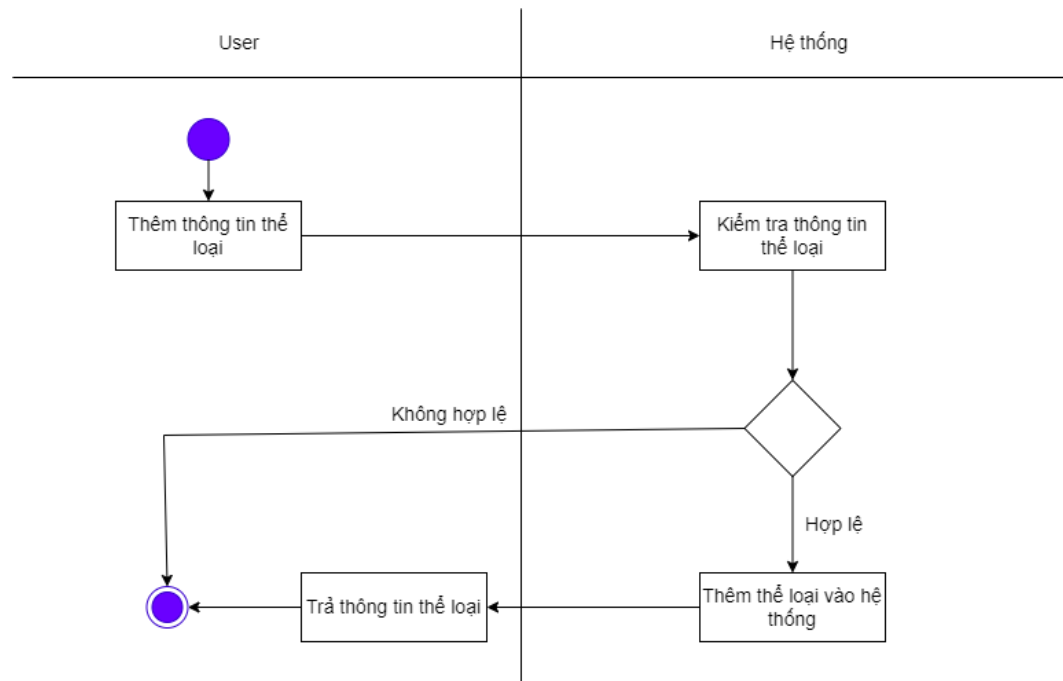 User
Hệ thống
Thêm thông tin thể
loại
Kiểm tra thông tin
thể loại
Không hợp lệ
Hợp lệ
Trả thông tin thể loại
Thêm thể loại vào hệ
thống